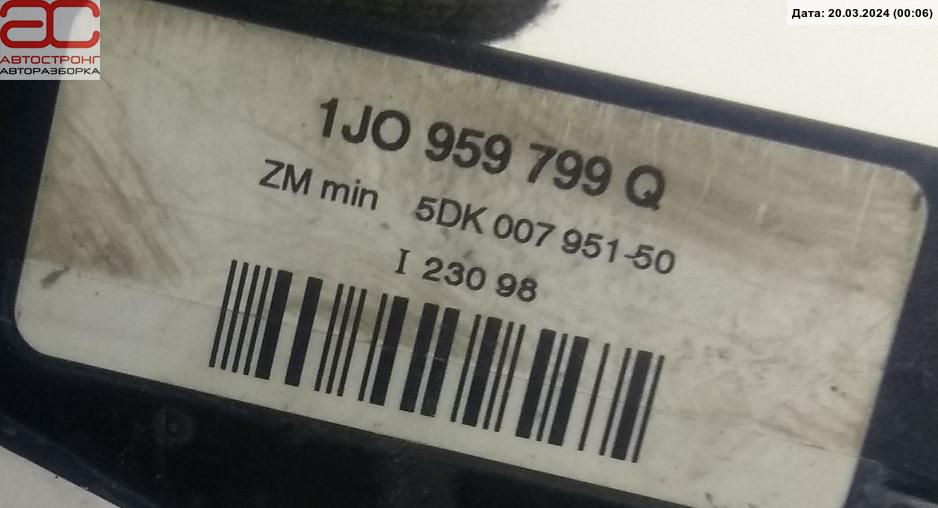 Дата: 20.03.2024 (00:06)
ас
АВТОСТРОНГ
АВТОРАЗБОРКА
1JO 959 799 Q
ZM min 5DK 007 951-50
I 230 98